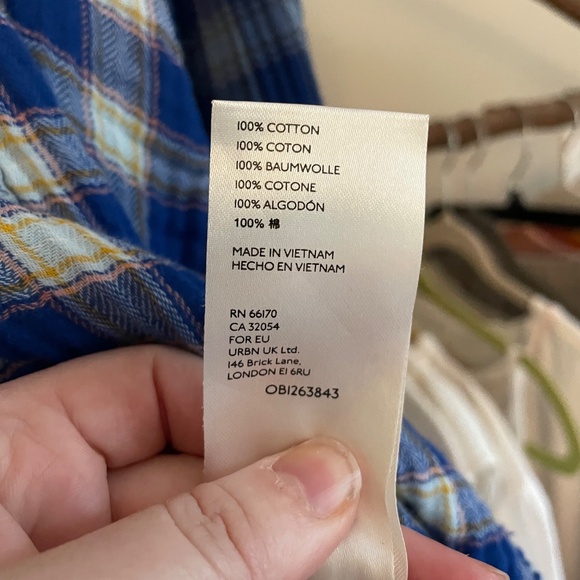 100% COTTON
100% COTON
100% BAUMWOLLE
100% COTONE
100% ALGODÓN
100% 棉
MADE IN VIETNAM
HECHO EN VIETNAM
RN 66170
CA 32054
FOR EU
URBN UK Ltd.
146 Brick Lane,
LONDON E1 6RU
OB1263843